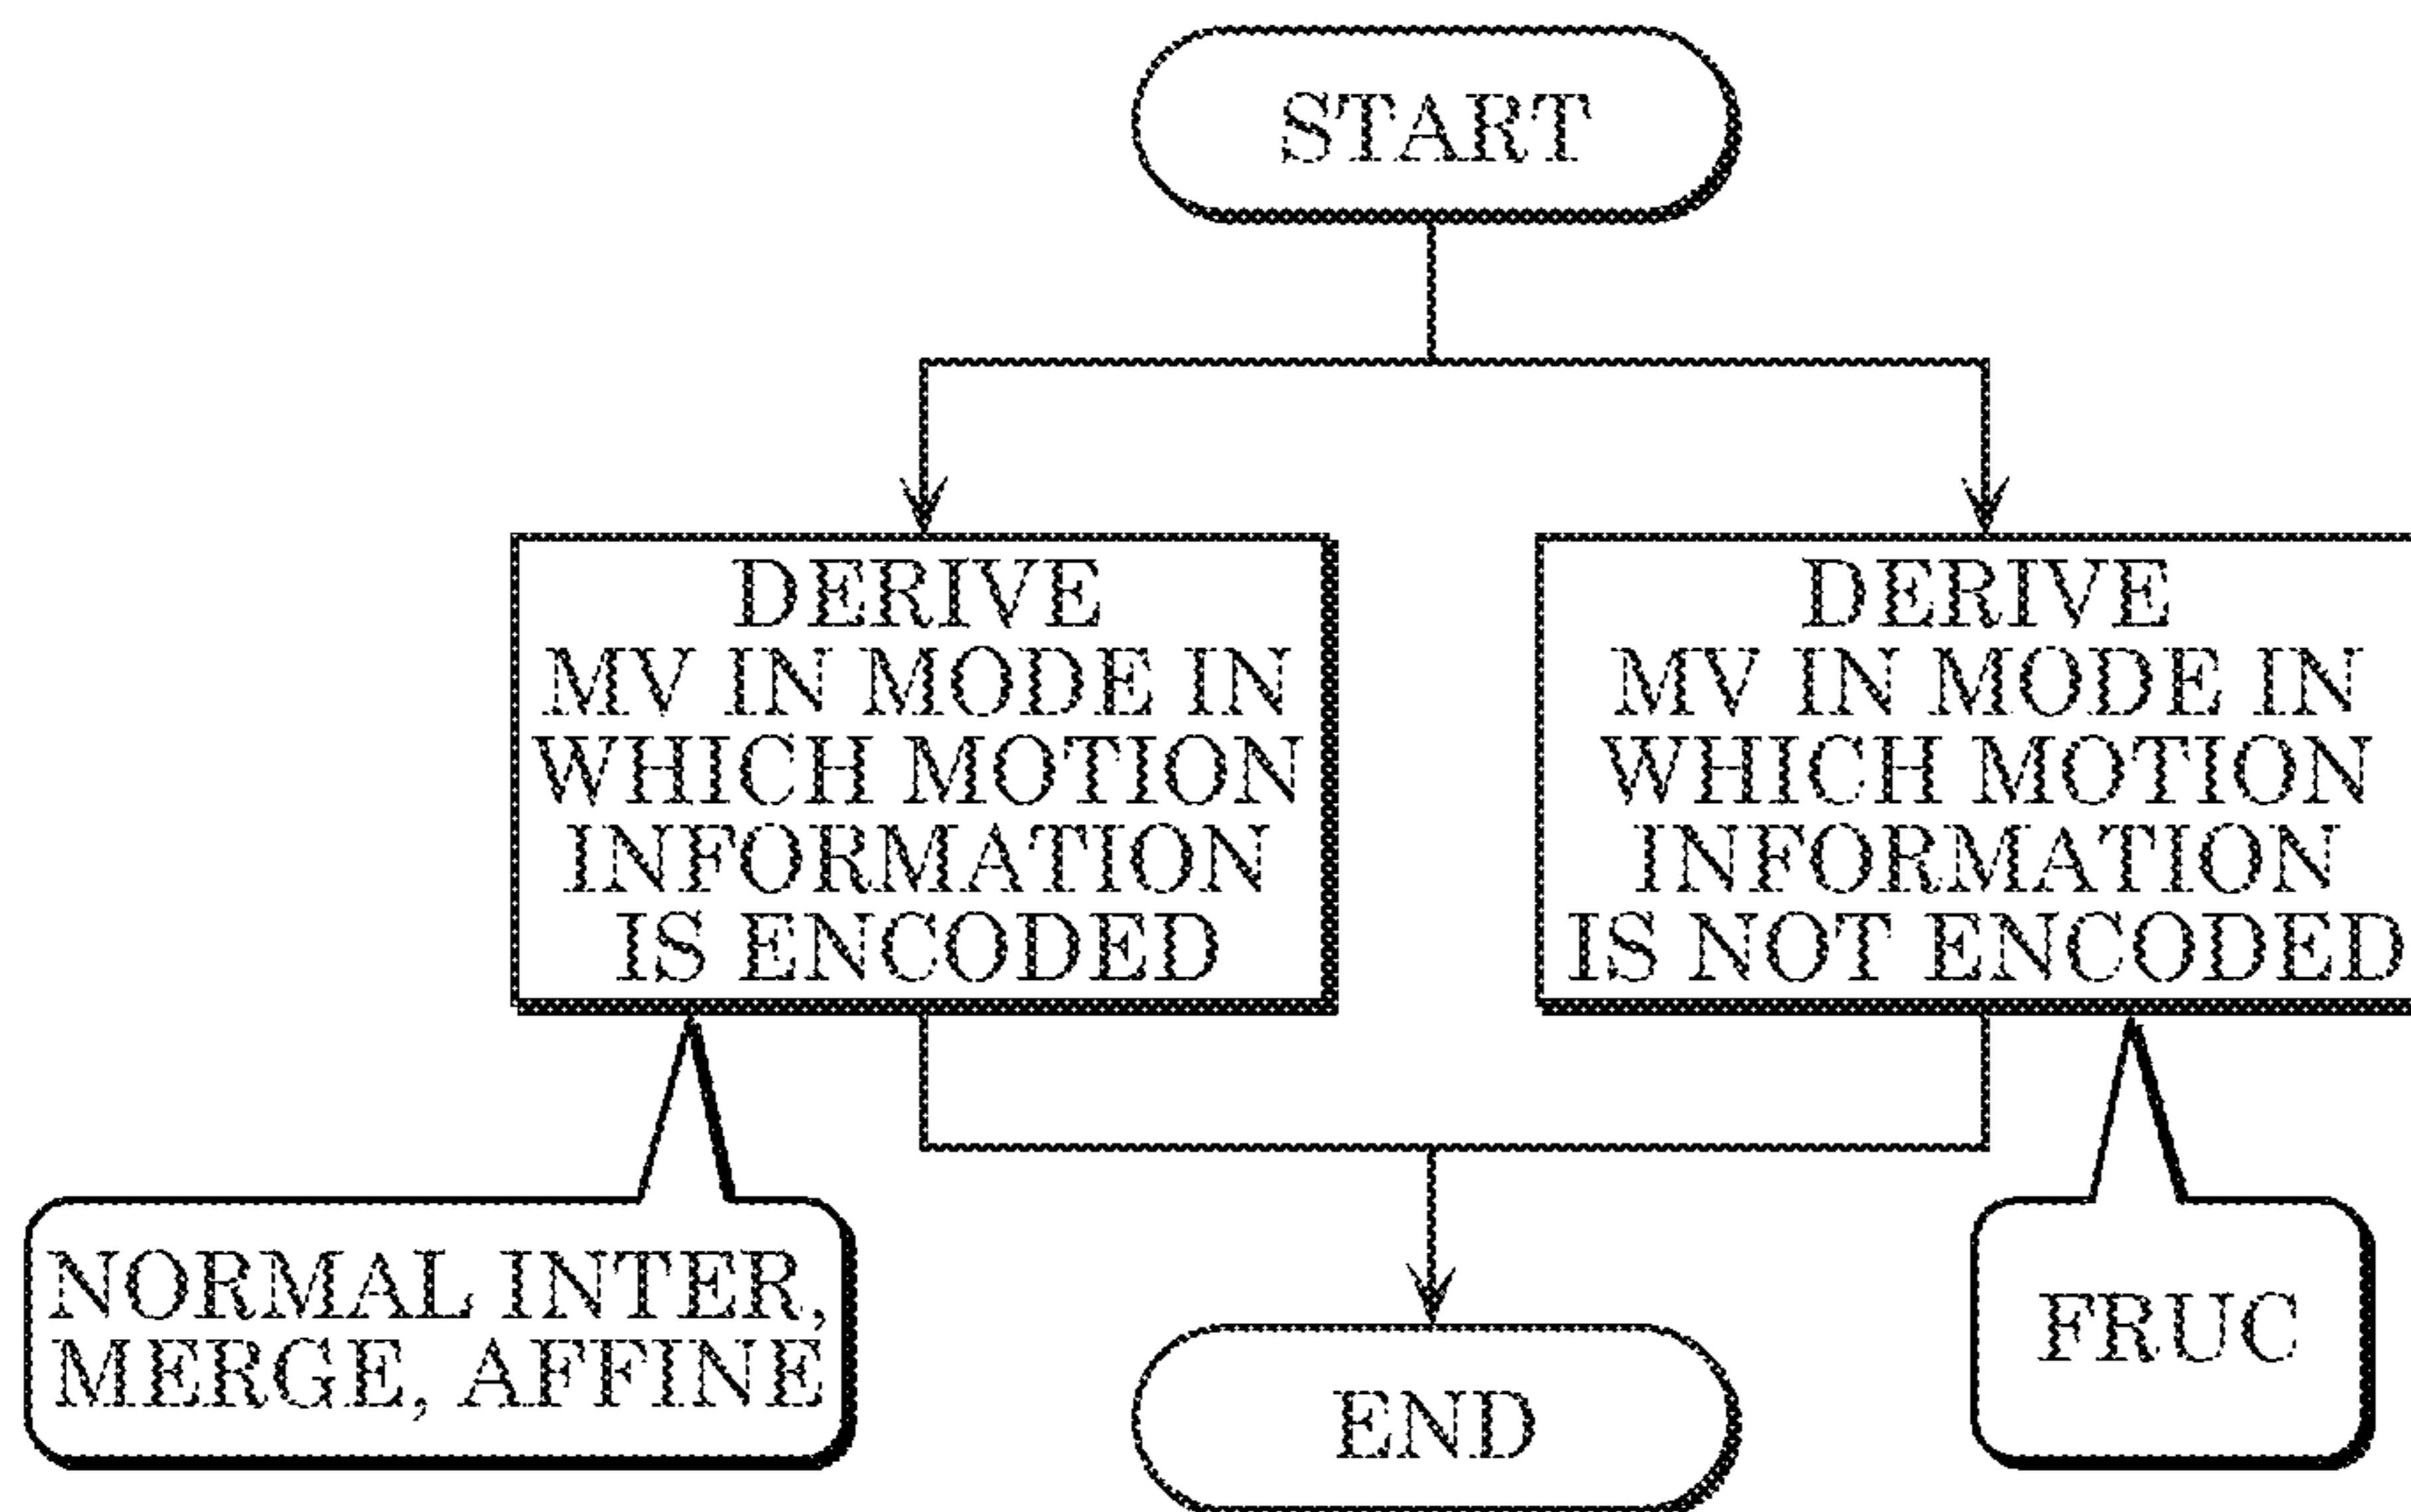 START
DERIVE
MV IN MODE IN
WHICH MOTION
INFORMATION
IS ENCODED
DERIVE
MV IN MODE IN
WHICH MOTION
INFORMATION
IS NOT ENCODED
NORMAL INTER,
MERGE, AFFINE
FRUC
END